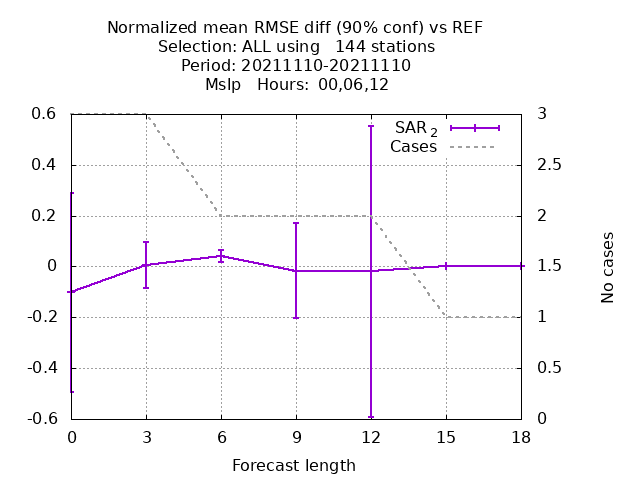 Normalized mean RMSE diff (90% conf) vs REF
Selection: ALL using   144 stations
Period: 20211110-20211110
Mslp   Hours: 00,06,12
0.6
0.4
0.2
0
-0.2
-0.4
-0.6
3
2.5
2
1.5
1
0.5
0
SAR 2
Cases
No cases
0 3 6 9 12 15 18
Forecast length